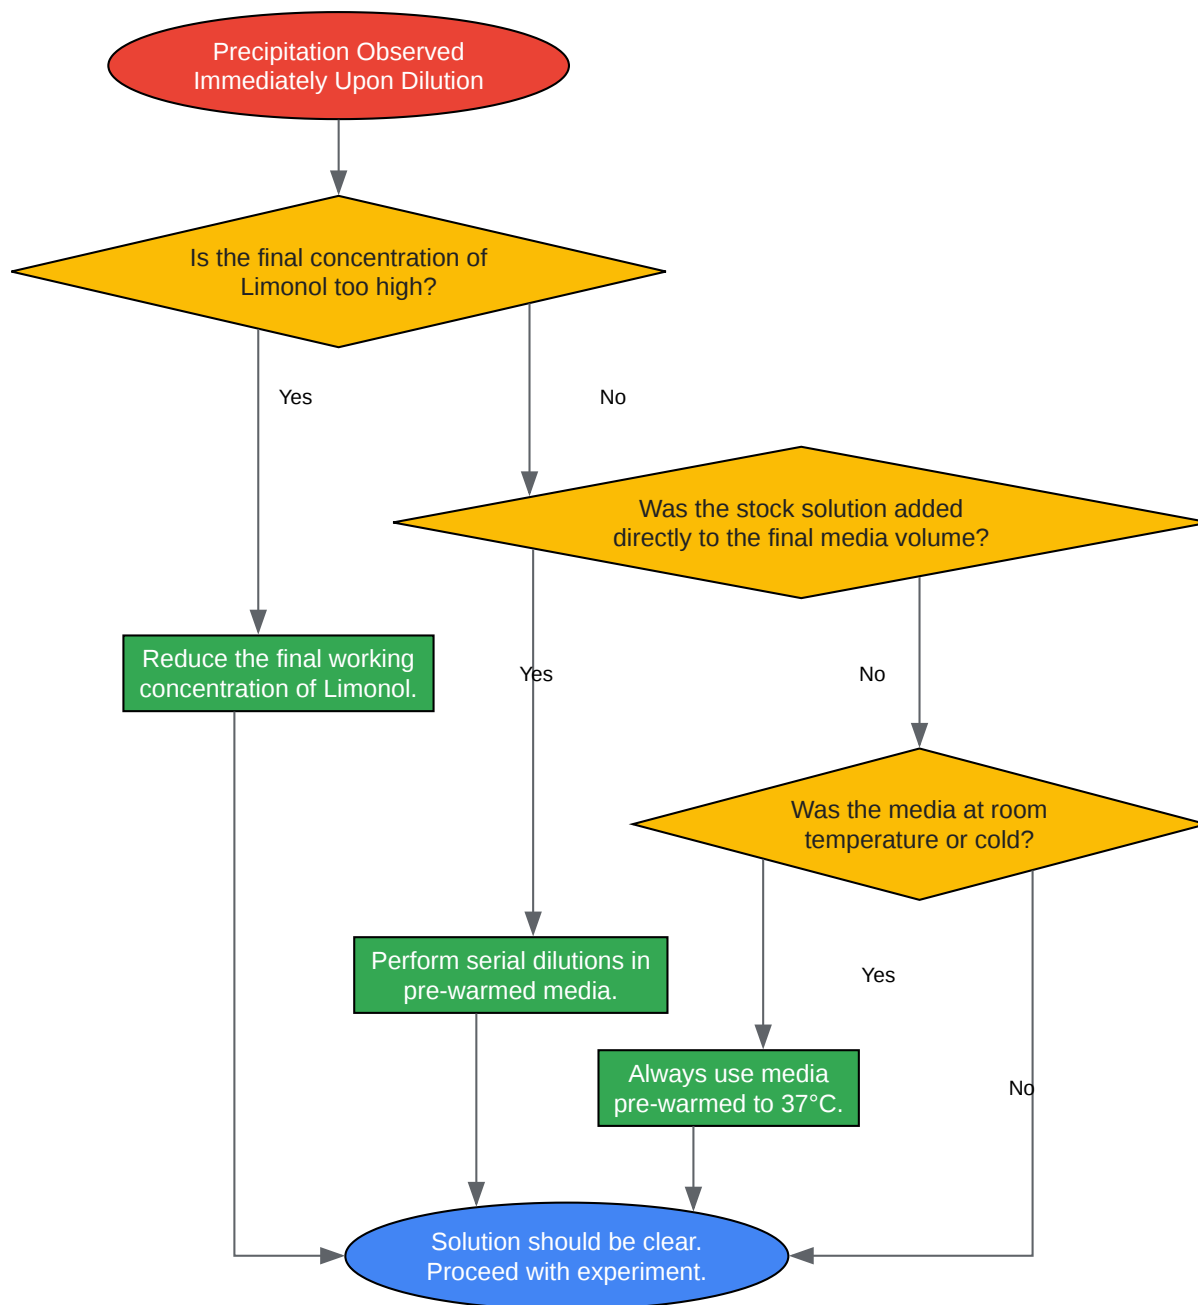 Precipitation Observed
Immediately Upon Dilution
Is the final concentration of
Limonol too high?
Yes
No
Was the stock solution added
directly to the final media volume?
Reduce the final working
concentration of Limonol.
Yes
No
Was the media at room
temperature or cold?
Perform serial dilutions in
pre-warmed media.
Yes
Always use media
pre-warmed to 37°C.
No
Solution should be clear.
Proceed with experiment.